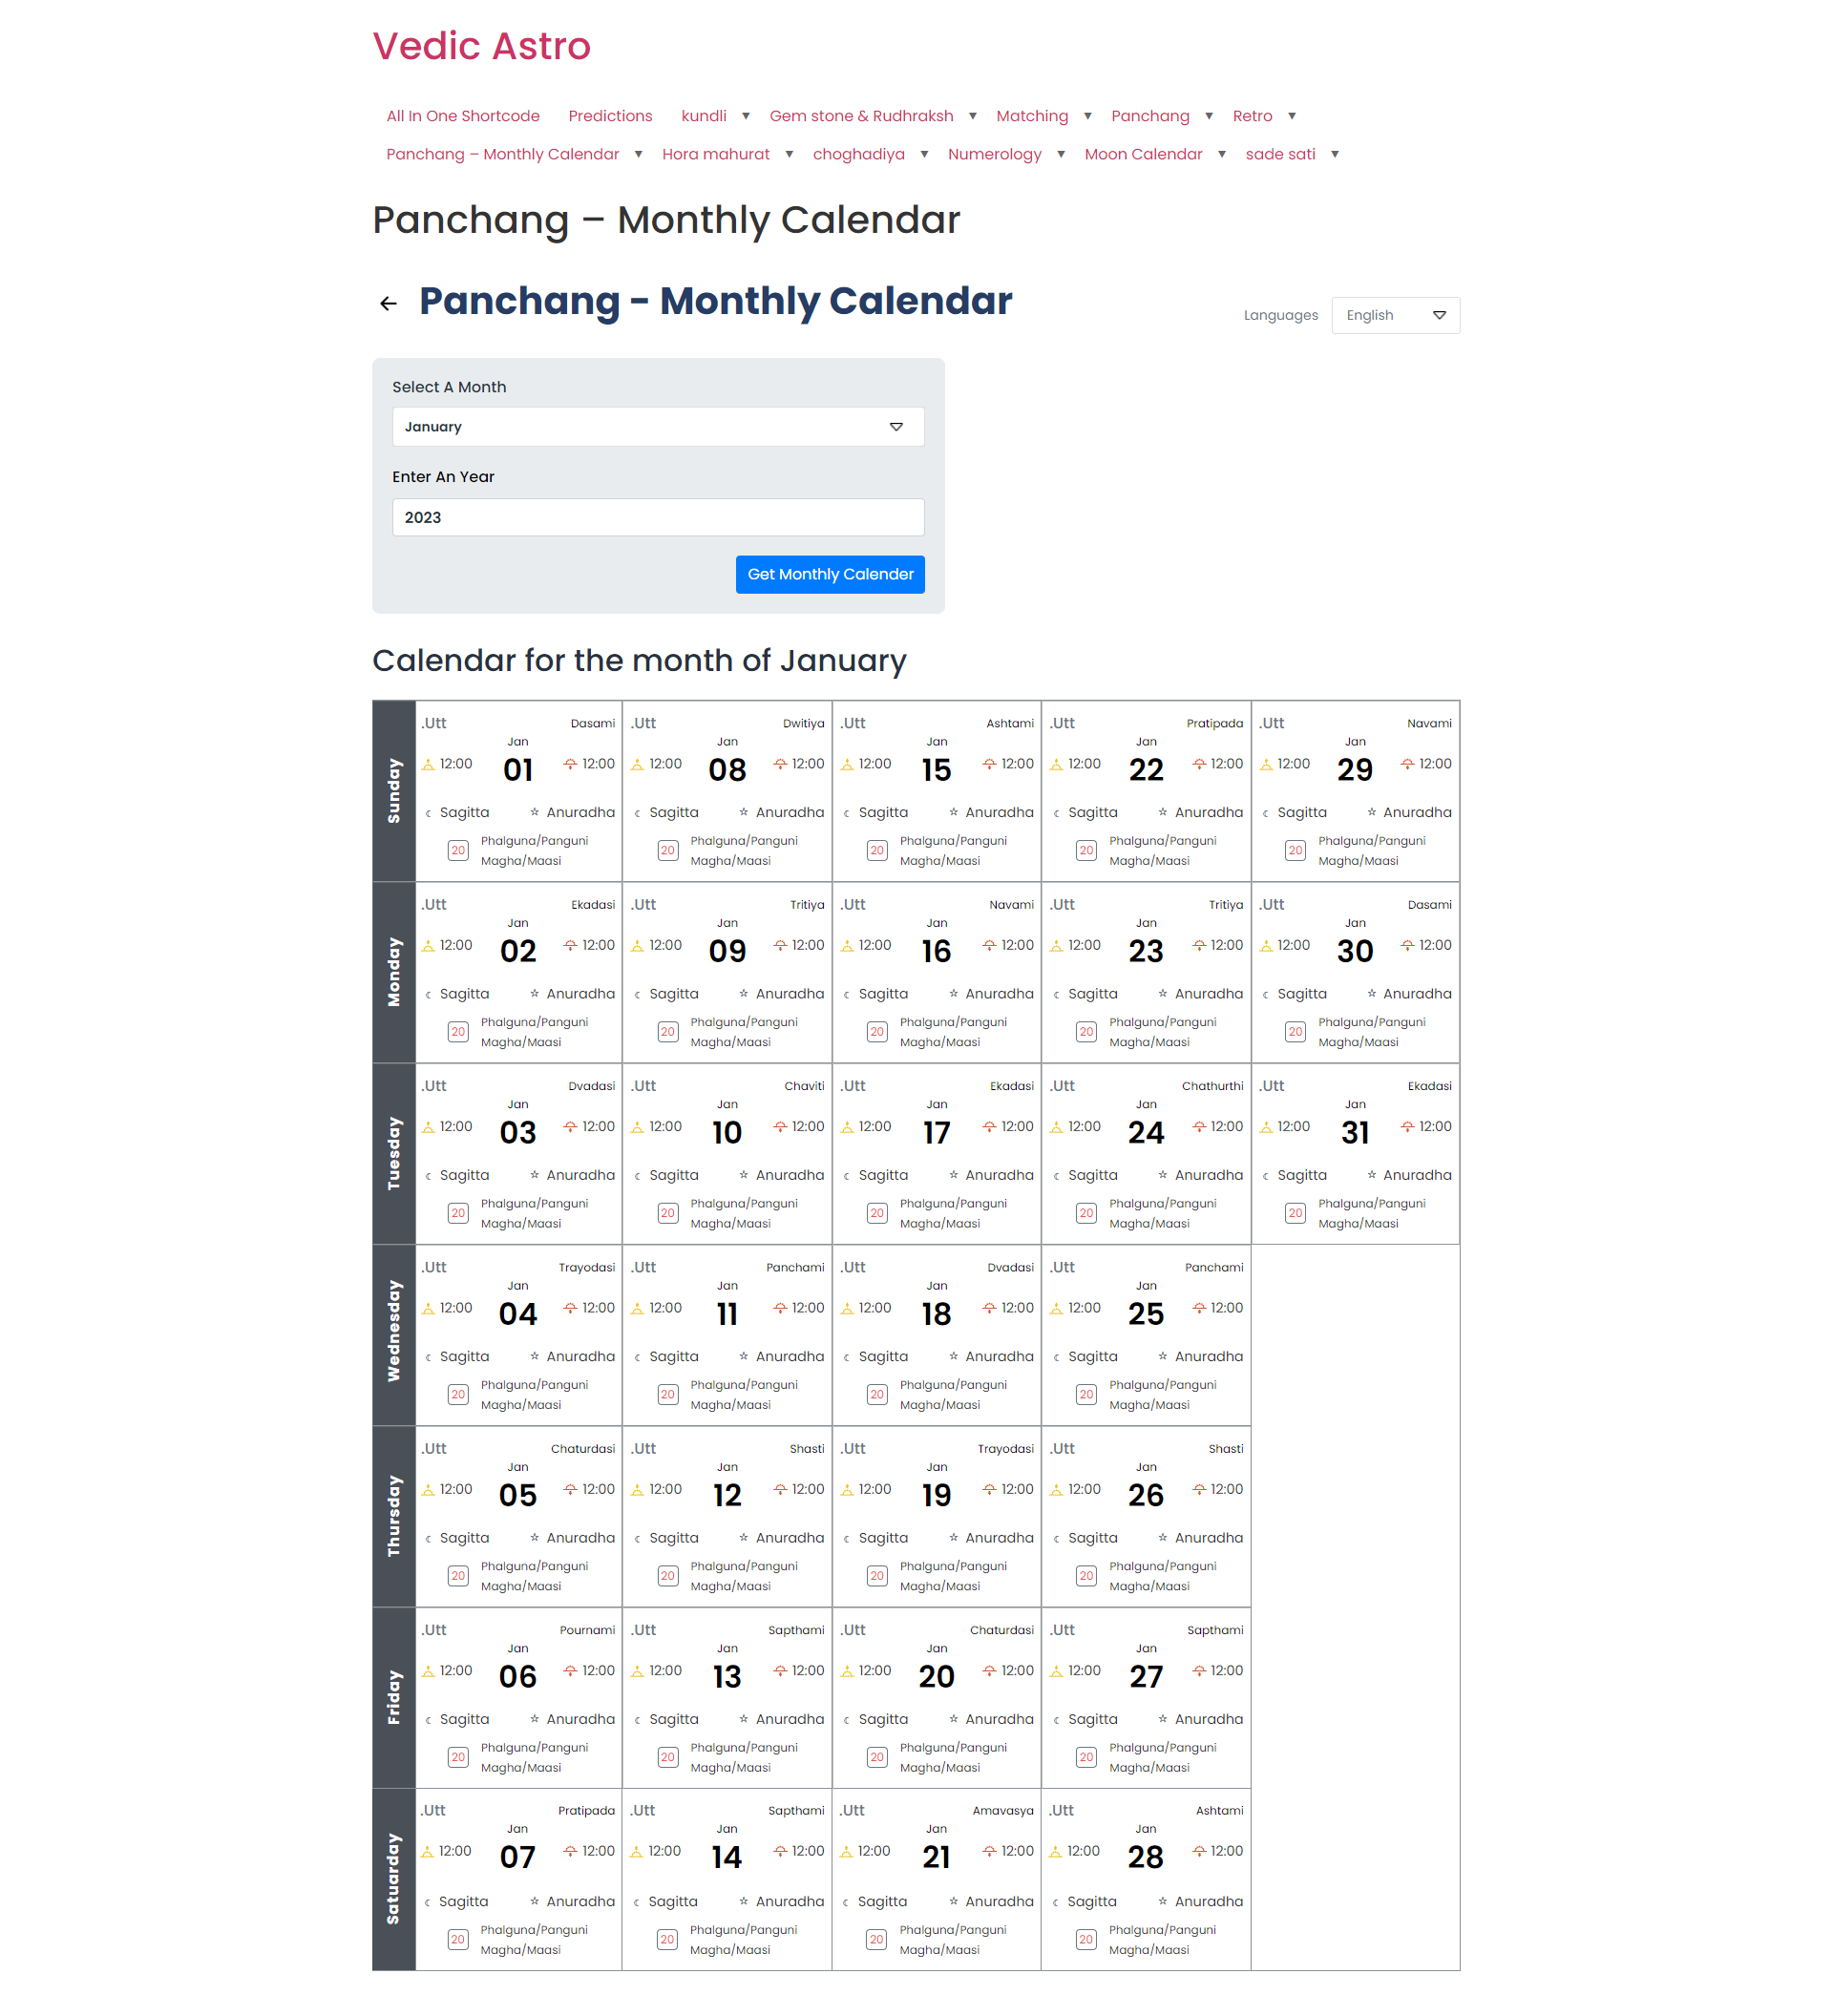 Vedic Astro
All In One Shortcode Predictions kundli ▼ Gem stone & Rudhraksh ▼ Matching ▼ Panchang ▼ Retro ▼
Panchang – Monthly Calendar ▼ Hora mahurat ▼ choghadiya ▼ Numerology ▼ Moon Calendar ▼ sade sati ▼
Panchang – Monthly Calendar
← Panchang - Monthly Calendar
Languages English
Select A Month
January
Enter An Year
2023
Get Monthly Calender
Calendar for the month of January
Sunday
.Utt Dasami .Utt Dwitiya .Utt Ashtami .Utt Pratipada .Utt Navami
Jan Jan Jan Jan Jan
12:00 01 12:00 12:00 08 12:00 12:00 15 12:00 12:00 22 12:00 12:00 29 12:00
Sagitta Anuradha Sagitta Anuradha Sagitta Anuradha Sagitta Anuradha Sagitta Anuradha
20 Phalguna/Panguni 20 Phalguna/Panguni 20 Phalguna/Panguni 20 Phalguna/Panguni 20 Phalguna/Panguni
Magha/Maasi Magha/Maasi Magha/Maasi Magha/Maasi Magha/Maasi
Monday
.Utt Ekadasi .Utt Tritiya .Utt Navami .Utt Tritiya .Utt Dasami
Jan Jan Jan Jan Jan
12:00 02 12:00 12:00 09 12:00 12:00 16 12:00 12:00 23 12:00 12:00 30 12:00
Sagitta Anuradha Sagitta Anuradha Sagitta Anuradha Sagitta Anuradha Sagitta Anuradha
20 Phalguna/Panguni 20 Phalguna/Panguni 20 Phalguna/Panguni 20 Phalguna/Panguni 20 Phalguna/Panguni
Magha/Maasi Magha/Maasi Magha/Maasi Magha/Maasi Magha/Maasi
Tuesday
.Utt Dvadasi .Utt Chaviti .Utt Ekadasi .Utt Chathurthi .Utt Ekadasi
Jan Jan Jan Jan Jan
12:00 03 12:00 12:00 10 12:00 12:00 17 12:00 12:00 24 12:00 12:00 31 12:00
Sagitta Anuradha Sagitta Anuradha Sagitta Anuradha Sagitta Anuradha Sagitta Anuradha
20 Phalguna/Panguni 20 Phalguna/Panguni 20 Phalguna/Panguni 20 Phalguna/Panguni 20 Phalguna/Panguni
Magha/Maasi Magha/Maasi Magha/Maasi Magha/Maasi Magha/Maasi
Wednesday
.Utt Trayodasi .Utt Panchami .Utt Dvadasi .Utt Panchami
Jan Jan Jan Jan
12:00 04 12:00 12:00 11 12:00 12:00 18 12:00 12:00 25 12:00
Sagitta Anuradha Sagitta Anuradha Sagitta Anuradha Sagitta Anuradha
20 Phalguna/Panguni 20 Phalguna/Panguni 20 Phalguna/Panguni 20 Phalguna/Panguni
Magha/Maasi Magha/Maasi Magha/Maasi Magha/Maasi
Thursday
.Utt Chaturdasi .Utt Shasti .Utt Trayodasi .Utt Shasti
Jan Jan Jan Jan
12:00 05 12:00 12:00 12 12:00 12:00 19 12:00 12:00 26 12:00
Sagitta Anuradha Sagitta Anuradha Sagitta Anuradha Sagitta Anuradha
20 Phalguna/Panguni 20 Phalguna/Panguni 20 Phalguna/Panguni 20 Phalguna/Panguni
Magha/Maasi Magha/Maasi Magha/Maasi Magha/Maasi
Friday
.Utt Pournami .Utt Sapthami .Utt Chaturdasi .Utt Sapthami
Jan Jan Jan Jan
12:00 06 12:00 12:00 13 12:00 12:00 20 12:00 12:00 27 12:00
Sagitta Anuradha Sagitta Anuradha Sagitta Anuradha Sagitta Anuradha
20 Phalguna/Panguni 20 Phalguna/Panguni 20 Phalguna/Panguni 20 Phalguna/Panguni
Magha/Maasi Magha/Maasi Magha/Maasi Magha/Maasi
Satuarday
.Utt Pratipada .Utt Sapthami .Utt Amavasya .Utt Ashtami
Jan Jan Jan Jan
12:00 07 12:00 12:00 14 12:00 12:00 21 12:00 12:00 28 12:00
Sagitta Anuradha Sagitta Anuradha Sagitta Anuradha Sagitta Anuradha
20 Phalguna/Panguni 20 Phalguna/Panguni 20 Phalguna/Panguni 20 Phalguna/Panguni
Magha/Maasi Magha/Maasi Magha/Maasi Magha/Maasi